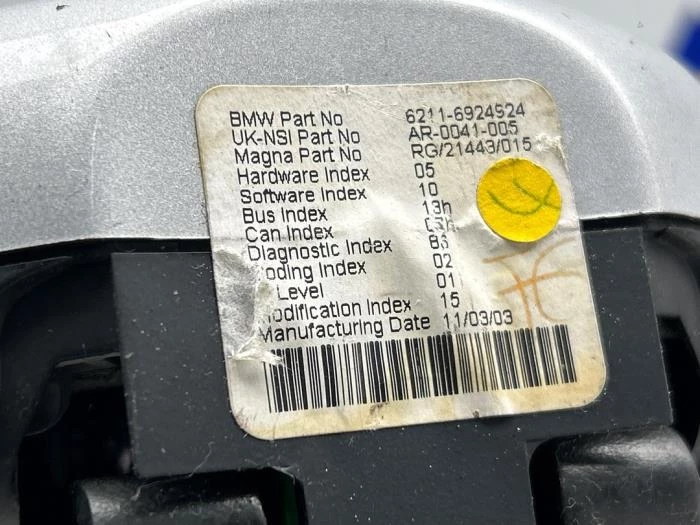 BMW Part No 6211-6924924
UK-NSI Part No AR-0041-005
Magna Part No RG/21443/015
Hardware Index 05
Software Index 10
Bus Index 13h
Can Index
Diagnostic Index
oding Index 02
Level 01
odification Index 15
Manufacturing Date 11/03/03